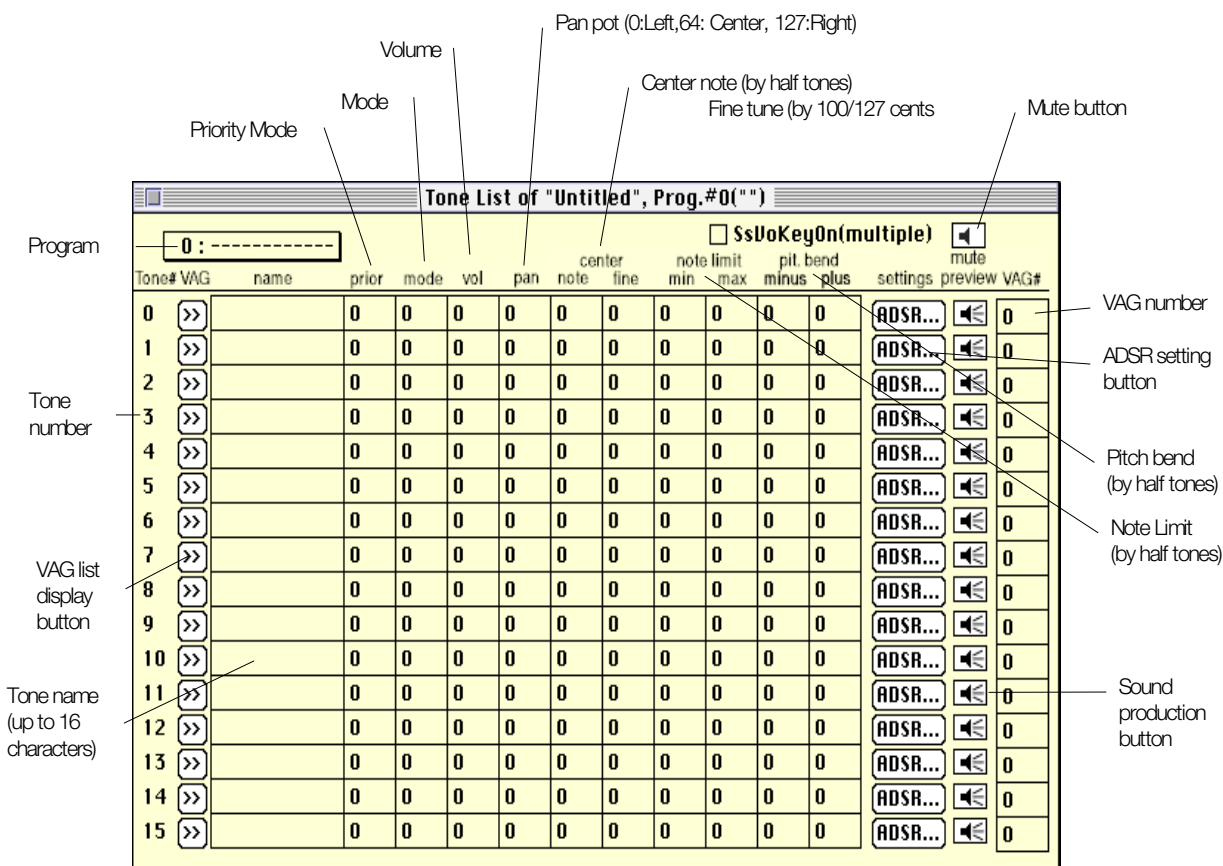 Pan pot (0:Left,64: Center, 127:Right)
Volume
Center note (by half tones)
Fine tune (by 100/127 cents
Mode
Mute button
Priority Mode
Tone List of "Untitled", Prog.#0("")
Program
0 : ------------
SsVoKeyOn(multiple)
center note limit pit. bend mute
Tone# VAG name prior mode vol pan note fine min max minus plus settings preview VAG#
0 >> 0 0 0 0 0 0 0 0 0 0 ADSR... 0
1 >> 0 0 0 0 0 0 0 0 0 0 ADSR... 0
2 >> 0 0 0 0 0 0 0 0 0 0 ADSR... 0
3 >> 0 0 0 0 0 0 0 0 0 0 ADSR... 0
4 >> 0 0 0 0 0 0 0 0 0 0 ADSR... 0
5 >> 0 0 0 0 0 0 0 0 0 0 ADSR... 0
6 >> 0 0 0 0 0 0 0 0 0 0 ADSR... 0
7 >> 0 0 0 0 0 0 0 0 0 0 ADSR... 0
8 >> 0 0 0 0 0 0 0 0 0 0 ADSR... 0
9 >> 0 0 0 0 0 0 0 0 0 0 ADSR... 0
10 >> 0 0 0 0 0 0 0 0 0 0 ADSR... 0
11 >> 0 0 0 0 0 0 0 0 0 0 ADSR... 0
12 >> 0 0 0 0 0 0 0 0 0 0 ADSR... 0
13 >> 0 0 0 0 0 0 0 0 0 0 ADSR... 0
14 >> 0 0 0 0 0 0 0 0 0 0 ADSR... 0
15 >> 0 0 0 0 0 0 0 0 0 0 ADSR... 0
Tone
number
VAG list
display
button
Tone name
(up to 16
characters)
VAG number
ADSR setting
button
Pitch bend
(by half tones)
Note Limit
(by half tones)
Sound
production
button